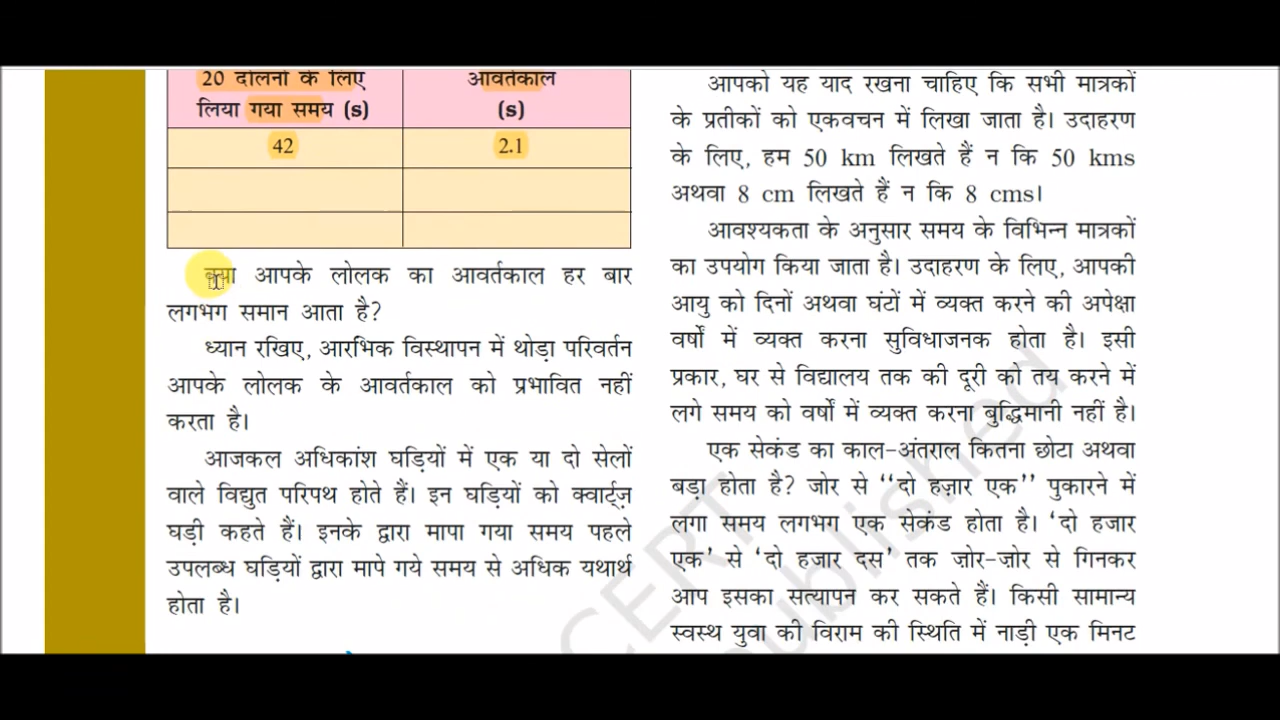 20 दोलनों के लिए
लिया गया समय (s)
आवर्तकाल
(s)
42
2.1
क्या आपके लोलक का आवर्तकाल हर बार
लगभग समान आता है?
ध्यान रखिए, आरंभिक विस्थापन में थोड़ा परिवर्तन
आपके लोलक के आवर्तकाल को प्रभावित नहीं
करता है।
आजकल अधिकांश घड़ियों में एक या दो सेलों
वाले विद्युत परिपथ होते हैं। इन घड़ियों को क्वार्ट्ज़
घड़ी कहते हैं। इनके द्वारा मापा गया समय पहले
उपलब्ध घड़ियों द्वारा मापे गये समय से अधिक यथार्थ
होता है।
आपको यह याद रखना चाहिए कि सभी मात्रकों
के प्रतीकों को एकवचन में लिखा जाता है। उदाहरण
के लिए, हम 50 km लिखते हैं न कि 50 kms
अथवा 8 cm लिखते हैं न कि 8 cms।
आवश्यकता के अनुसार समय के विभिन्न मात्रकों
का उपयोग किया जाता है। उदाहरण के लिए, आपकी
आयु को दिनों अथवा घंटों में व्यक्त करने की अपेक्षा
वर्षों में व्यक्त करना सुविधाजनक होता है। इसी
प्रकार, घर से विद्यालय तक की दूरी को तय करने में
लगे समय को वर्षों में व्यक्त करना बुद्धिमानी नहीं है।
एक सेकंड का काल-अंतराल कितना छोटा अथवा
बड़ा होता है? जोर से ‘‘दो हज़ार एक’’ पुकारने में
लगा समय लगभग एक सेकंड होता है। ‘दो हजार
एक’ से ‘दो हजार दस’ तक ज़ोर-ज़ोर से गिनकर
आप इसका सत्यापन कर सकते हैं। किसी सामान्य
स्वस्थ युवा की विराम की स्थिति में नाड़ी एक मिनट